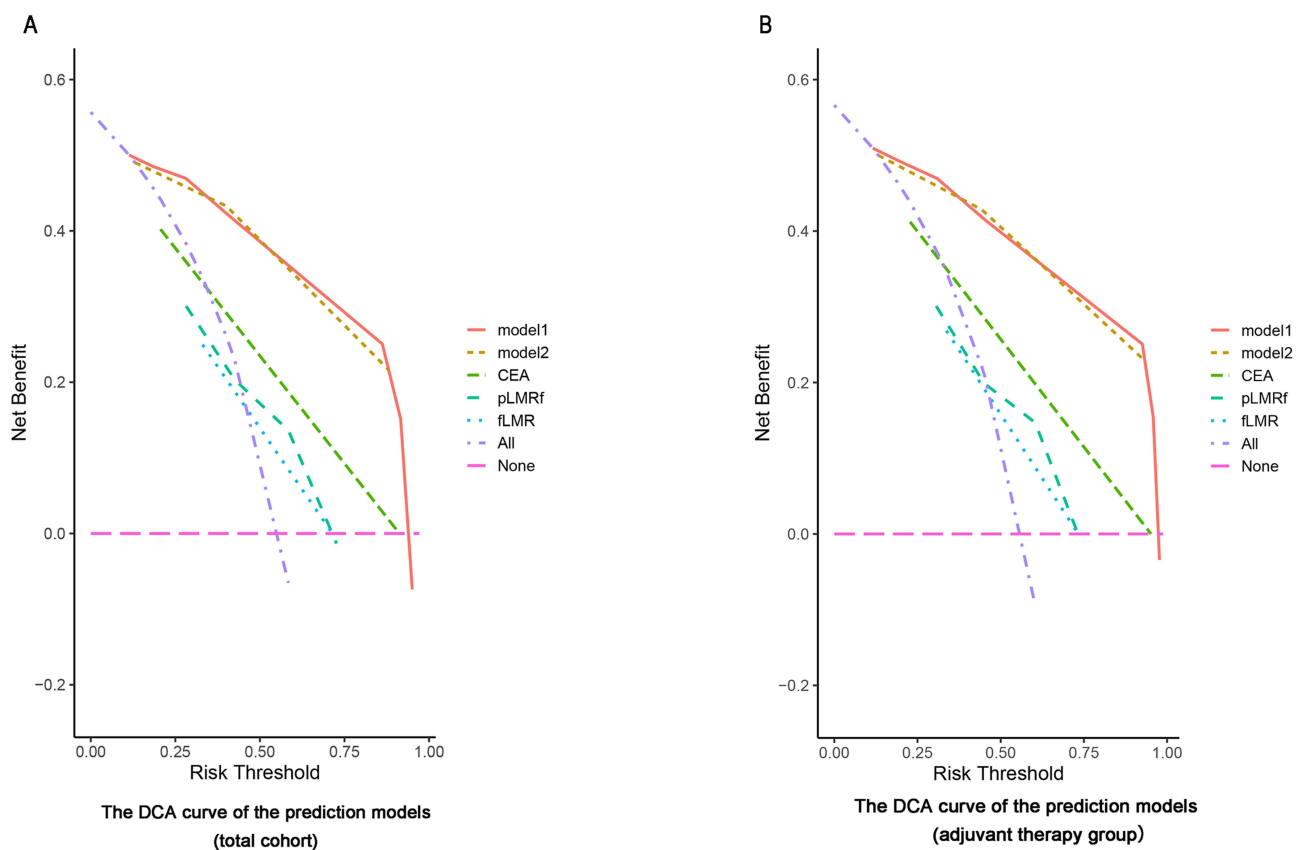 A
0.6
0.4
0.2
0.0
−0.2
Net Benefit
0.00 0.25 0.50 0.75 1.00
Risk Threshold
model1
model2
CEA
pLMRf
fLMR
All
None
The DCA curve of the prediction models
(total cohort)
B
0.6
0.4
0.2
0.0
−0.2
Net Benefit
0.00 0.25 0.50 0.75 1.00
Risk Threshold
model1
model2
CEA
pLMRf
fLMR
All
None
The DCA curve of the prediction models
(adjuvant therapy group）